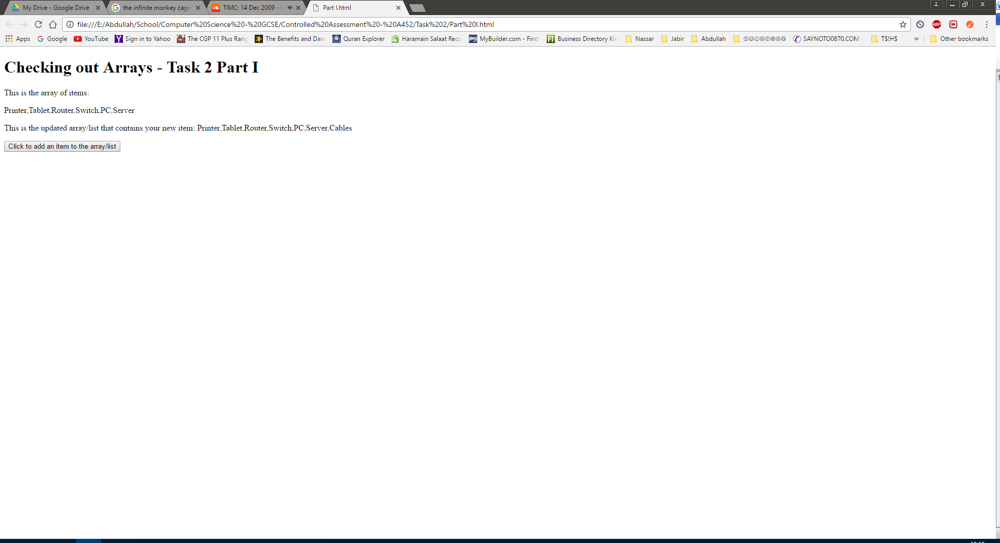 My Drive - Google Drive
the infinite monkey cage
TIMC: 14 Dec 2009 - C
Part I.html
file:///E:/Abdullah/School/Computer%20Science%20-%20GCSE/Controlled%20Assessment%20-%20A452/Task%202/Part%20I.html
ABP
Apps Google YouTube Sign in to Yahoo The CGP 11 Plus Rang The Benefits and Dang Quran Explorer Haramain Salaat Reco MyBuilder.com - Find Business Directory Kin Nassar Jabir Abdullah ⓈⓊⓁⒶⓎⓂⒶⓃ SAYNOTO0870.COM - T$!H$ » Other bookmarks
Checking out Arrays - Task 2 Part I
This is the array of items:
Printer,Tablet,Router,Switch,PC,Server
This is the updated array/list that contains your new item: Printer,Tablet,Router,Switch,PC,Server,Cables
Click to add an item to the array/list